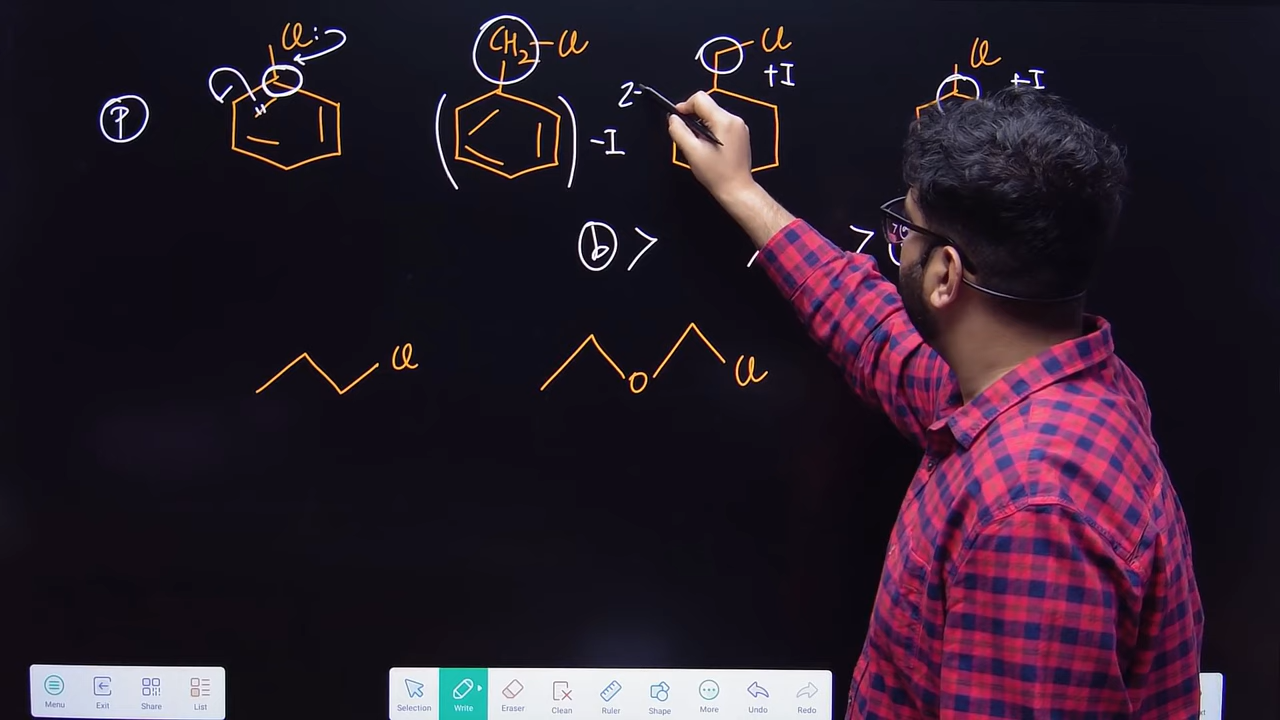 Cl:
CH2-Cl
Cl
+I
Cl
+I
P
-I
2-
b > >
Cl
O
Cl
Menu Exit Share List
Selection Write Eraser Clean Ruler Shape More Undo Redo